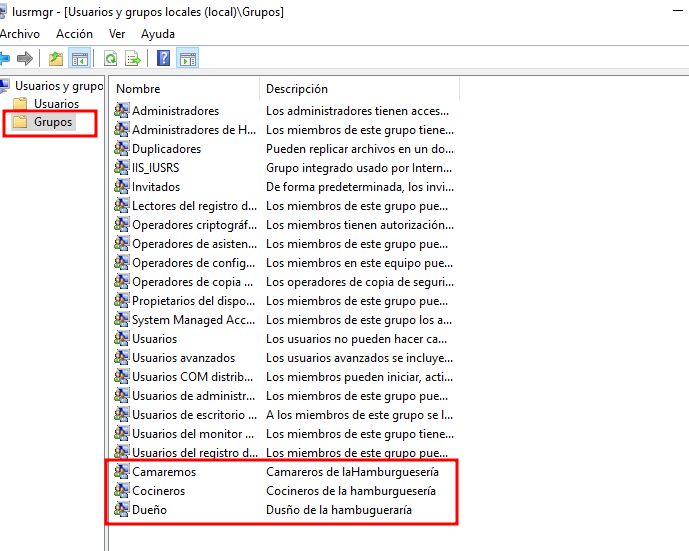 lusrmgr - [Usuarios y grupos locales (local)\Grupos]
Archivo Acción Ver Ayuda
Usuarios y grupo
Usuarios
Grupos
Nombre Descripción
Administradores Los administradores tienen acces...
Administradores de H... Los miembros de este grupo tiene...
Duplicadores Pueden replicar archivos en un do...
IIS_IUSRS Grupo integrado usado por Intern...
Invitados De forma predeterminada, los invi...
Lectores del registro d... Los miembros de este grupo pue...
Operadores criptográf... Los miembros tienen autorización...
Operadores de asisten... Los miembros de este grupo pue...
Operadores de config... Los miembros en este equipo pue...
Operadores de copia ... Los operadores de copia de seguri...
Propietarios del dispo... Los miembros de este grupo pue...
System Managed Acc... Los miembros de este grupo los a...
Usuarios Los usuarios no pueden hacer ca...
Usuarios avanzados Los usuarios avanzados se incluye...
Usuarios COM distrib... Los miembros pueden iniciar, acti...
Usuarios de administr... Los miembros de este grupo pue...
Usuarios de escritorio ... A los miembros de este grupo se l...
Usuarios del monitor ... Los miembros de este grupo tiene...
Usuarios del registro d... Los miembros de este grupo pue...
Camaremos Camareros de laHamburguesería
Cocineros Cocineros de la hamburguesería
Dueño Dusño de la hambugueraría